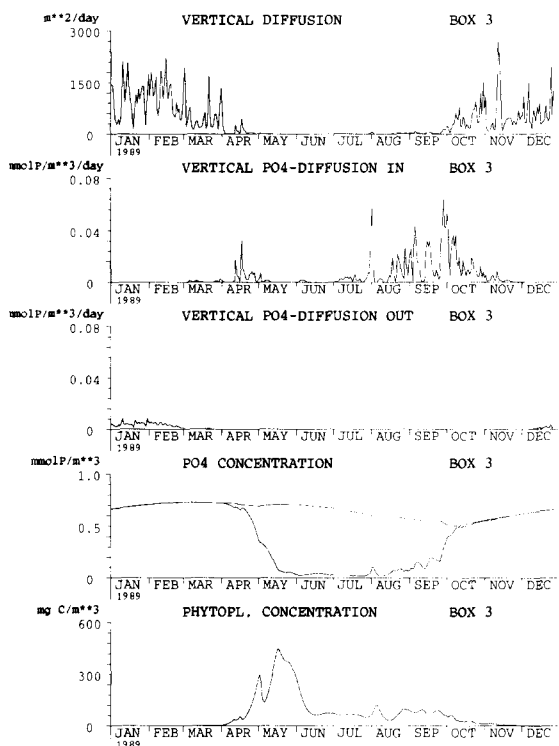 m**2/day VERTICAL DIFFUSION BOX 3
3000
1500
0
JAN FEB MAR APR MAY JUN JUL AUG SEP OCT NOV DEC
1989
mmolP/m**3/day VERTICAL PO4-DIFFUSION IN BOX 3
0.08
0.04
0
JAN FEB MAR APR MAY JUN JUL AUG SEP OCT NOV DEC
1989
mmolP/m**3/day VERTICAL PO4-DIFFUSION OUT BOX 3
0.08
0.04
0
JAN FEB MAR APR MAY JUN JUL AUG SEP OCT NOV DEC
1989
mmolP/m**3 PO4 CONCENTRATION BOX 3
1.0
0.5
0
JAN FEB MAR APR MAY JUN JUL AUG SEP OCT NOV DEC
1989
mg C/m**3 PHYTOPL. CONCENTRATION BOX 3
600
300
0
JAN FEB MAR APR MAY JUN JUL AUG SEP OCT NOV DEC
1989